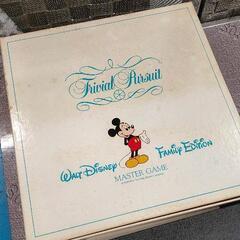 Trivial Pursuit
WALT DISNEY FAMILY EDITION
MASTER GAME